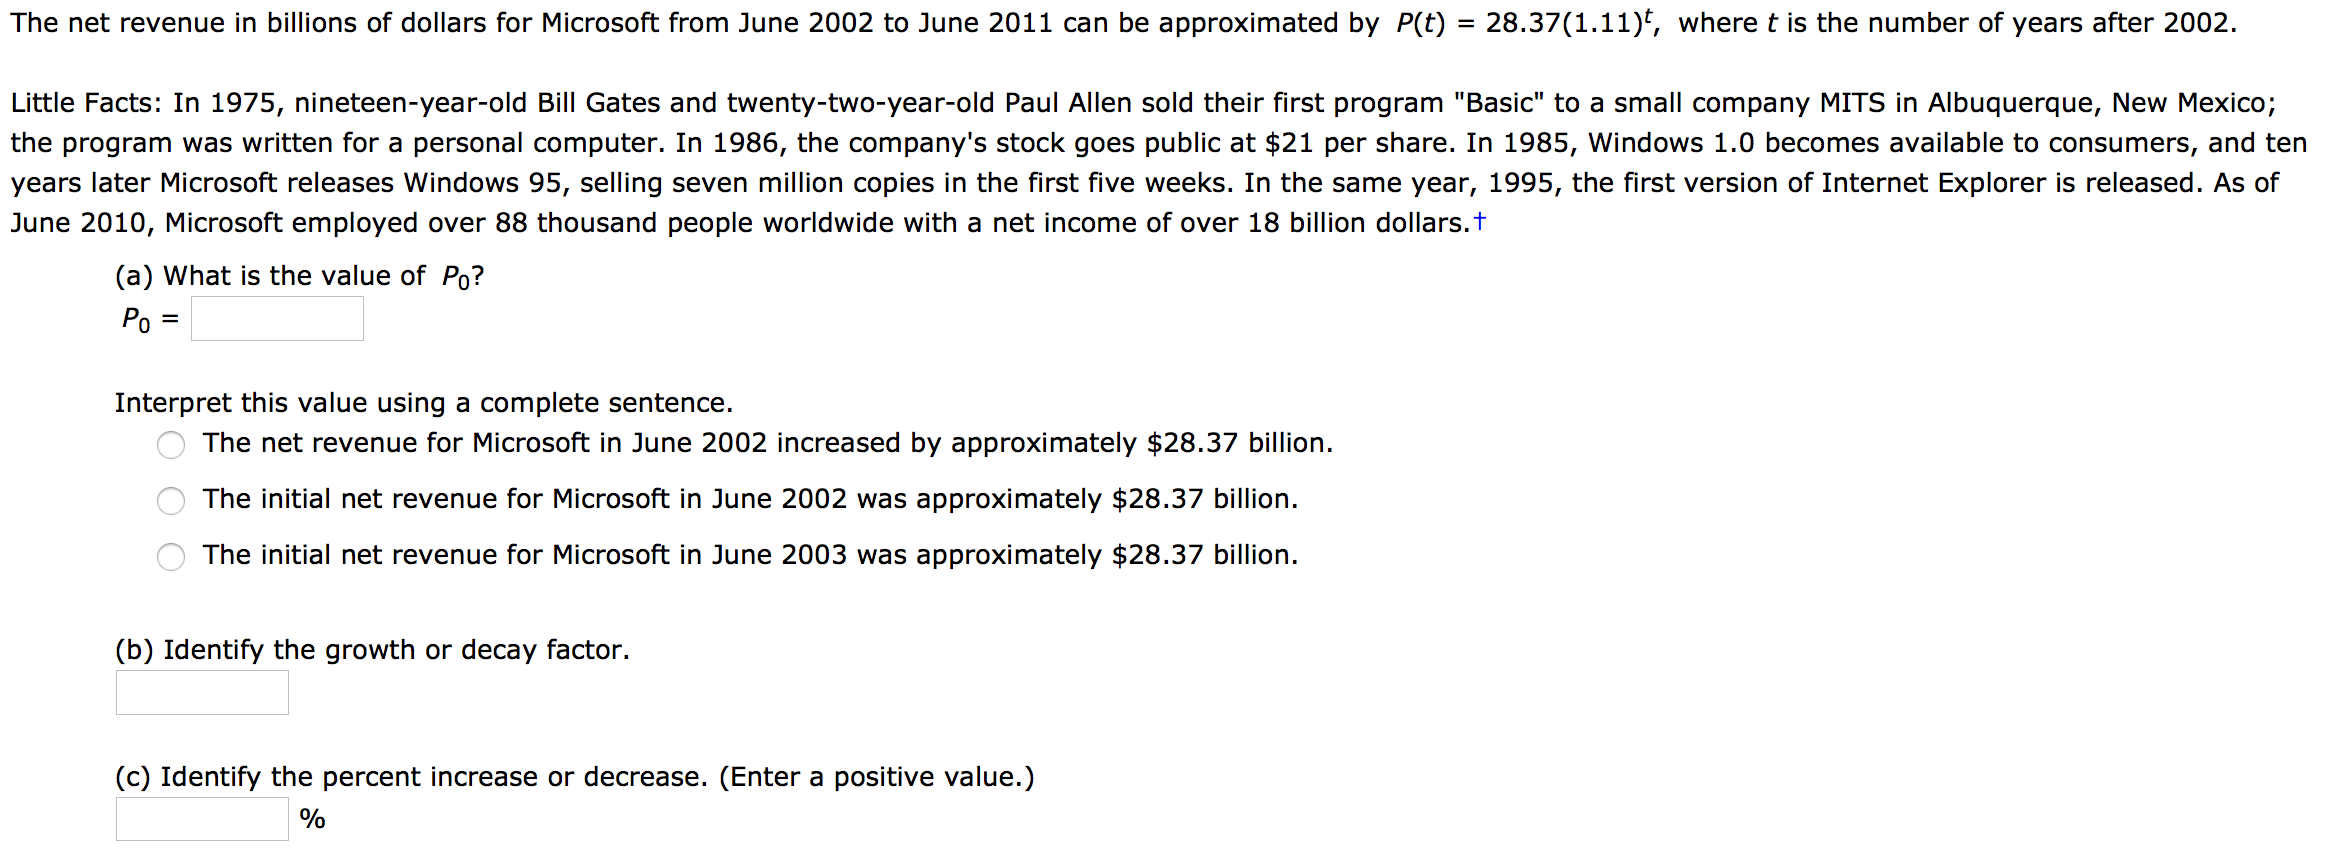 The net revenue in billions of dollars for Microsoft from June 2002 to June 2011 can be approximated by P(t) = 28.37(1.11)^t, where t is the number of years after 2002.
Little Facts: In 1975, nineteen-year-old Bill Gates and twenty-two-year-old Paul Allen sold their first program "Basic" to a small company MITS in Albuquerque, New Mexico;
the program was written for a personal computer. In 1986, the company's stock goes public at $21 per share. In 1985, Windows 1.0 becomes available to consumers, and ten
years later Microsoft releases Windows 95, selling seven million copies in the first five weeks. In the same year, 1995, the first version of Internet Explorer is released. As of
June 2010, Microsoft employed over 88 thousand people worldwide with a net income of over 18 billion dollars.†
(a) What is the value of P₀?
P₀ =
Interpret this value using a complete sentence.
The net revenue for Microsoft in June 2002 increased by approximately $28.37 billion.
The initial net revenue for Microsoft in June 2002 was approximately $28.37 billion.
The initial net revenue for Microsoft in June 2003 was approximately $28.37 billion.
(b) Identify the growth or decay factor.
(c) Identify the percent increase or decrease. (Enter a positive value.)
%